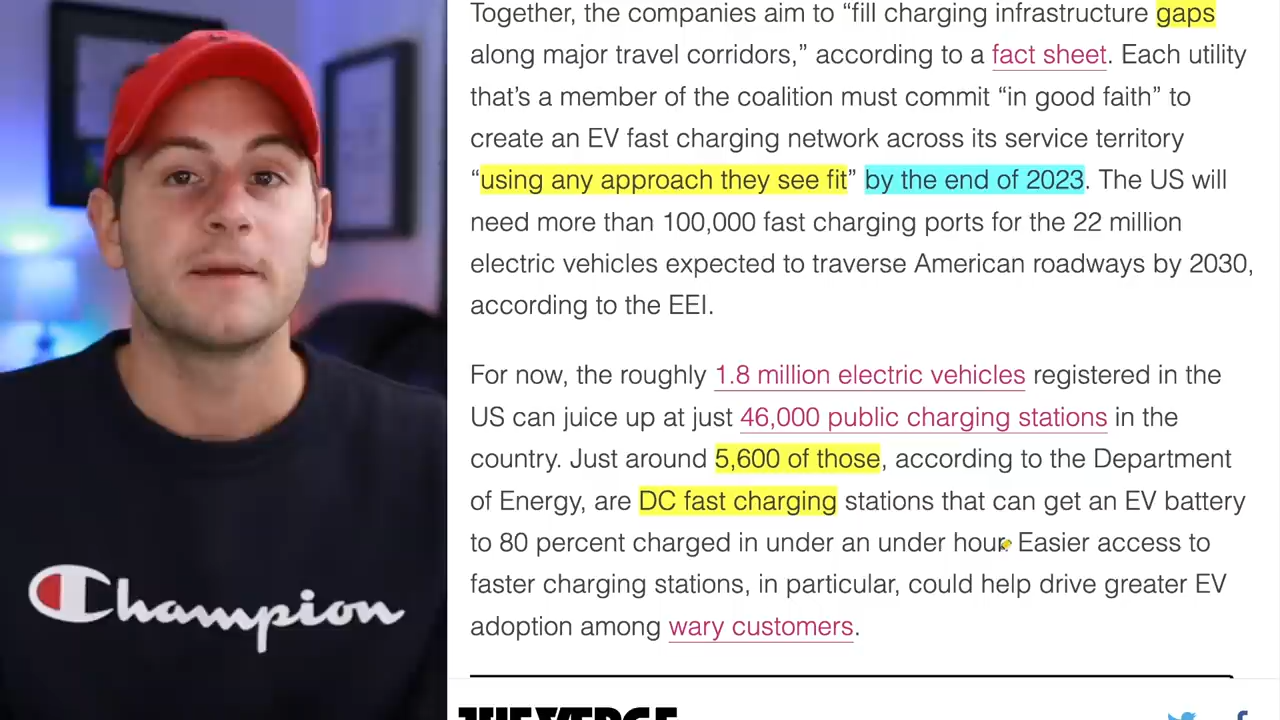 Together, the companies aim to “fill charging infrastructure gaps
along major travel corridors,” according to a fact sheet. Each utility
that’s a member of the coalition must commit “in good faith” to
create an EV fast charging network across its service territory
“using any approach they see fit” by the end of 2023. The US will
need more than 100,000 fast charging ports for the 22 million
electric vehicles expected to traverse American roadways by 2030,
according to the EEI.
For now, the roughly 1.8 million electric vehicles registered in the
US can juice up at just 46,000 public charging stations in the
country. Just around 5,600 of those, according to the Department
of Energy, are DC fast charging stations that can get an EV battery
to 80 percent charged in under an under hour. Easier access to
faster charging stations, in particular, could help drive greater EV
adoption among wary customers.
THE VERGE
Champion